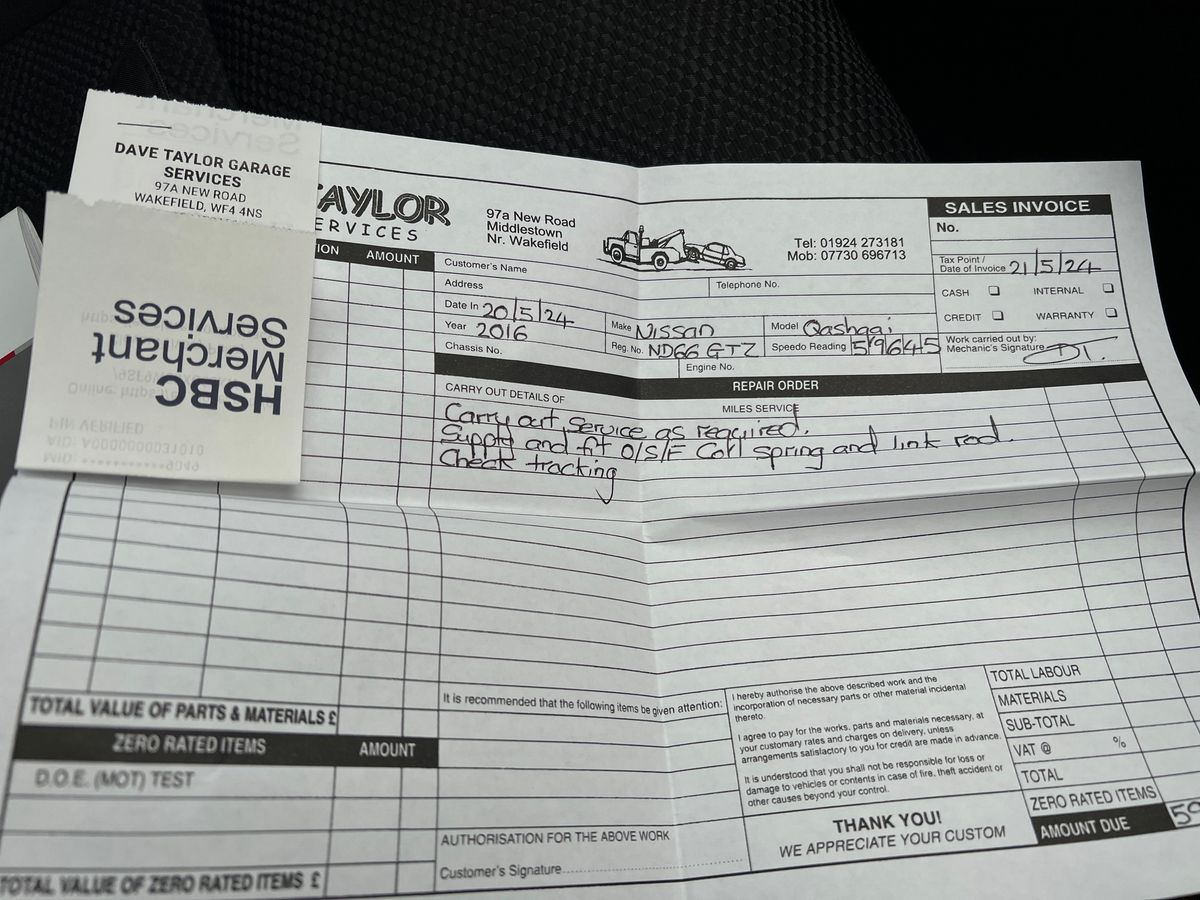 DAVE TAYLOR GARAGE
SERVICES
97A NEW ROAD
WAKEFIELD, WF4 4NS
HSBC
Merchant
Services
PIN VERIFIED
AID: A0000000031010
MID: **********9049
TAYLOR
SERVICES
97a New Road
Middlestown
Nr. Wakefield
Tel: 01924 273181
Mob: 07730 696713
SALES INVOICE
No.
Tax Point /
Date of Invoice 21/5/24
CASH INTERNAL
CREDIT WARRANTY
Work carried out by:
Mechanic's Signature DT.
AMOUNT
Customer's Name
Address
Telephone No.
Date In 20/5/24
Year 2016
Make Nissan
Model Qashqai
Reg. No. ND66 GTZ
Speedo Reading 59645
Chassis No.
Engine No.
REPAIR ORDER
CARRY OUT DETAILS OF
MILES SERVICE
Carry out service as required.
Supply and fit O/S/F Coil spring and link rod.
Check tracking
TOTAL VALUE OF PARTS & MATERIALS £
ZERO RATED ITEMS AMOUNT
D.O.E. (MOT) TEST
TOTAL VALUE OF ZERO RATED ITEMS £
It is recommended that the following items be given attention:
AUTHORISATION FOR THE ABOVE WORK
Customer's Signature
I hereby authorise the above described work and the
incorporation of necessary parts or other material incidental
thereto.
I agree to pay for the works, parts and materials necessary, at
your customary rates and charges on delivery, unless
arrangements satisfactory to you for credit are made in advance.
It is understood that you shall not be responsible for loss or
damage to vehicles or contents in case of fire, theft accident or
other causes beyond your control.
THANK YOU!
WE APPRECIATE YOUR CUSTOM
TOTAL LABOUR
MATERIALS
SUB-TOTAL
VAT @ %
TOTAL
ZERO RATED ITEMS
AMOUNT DUE